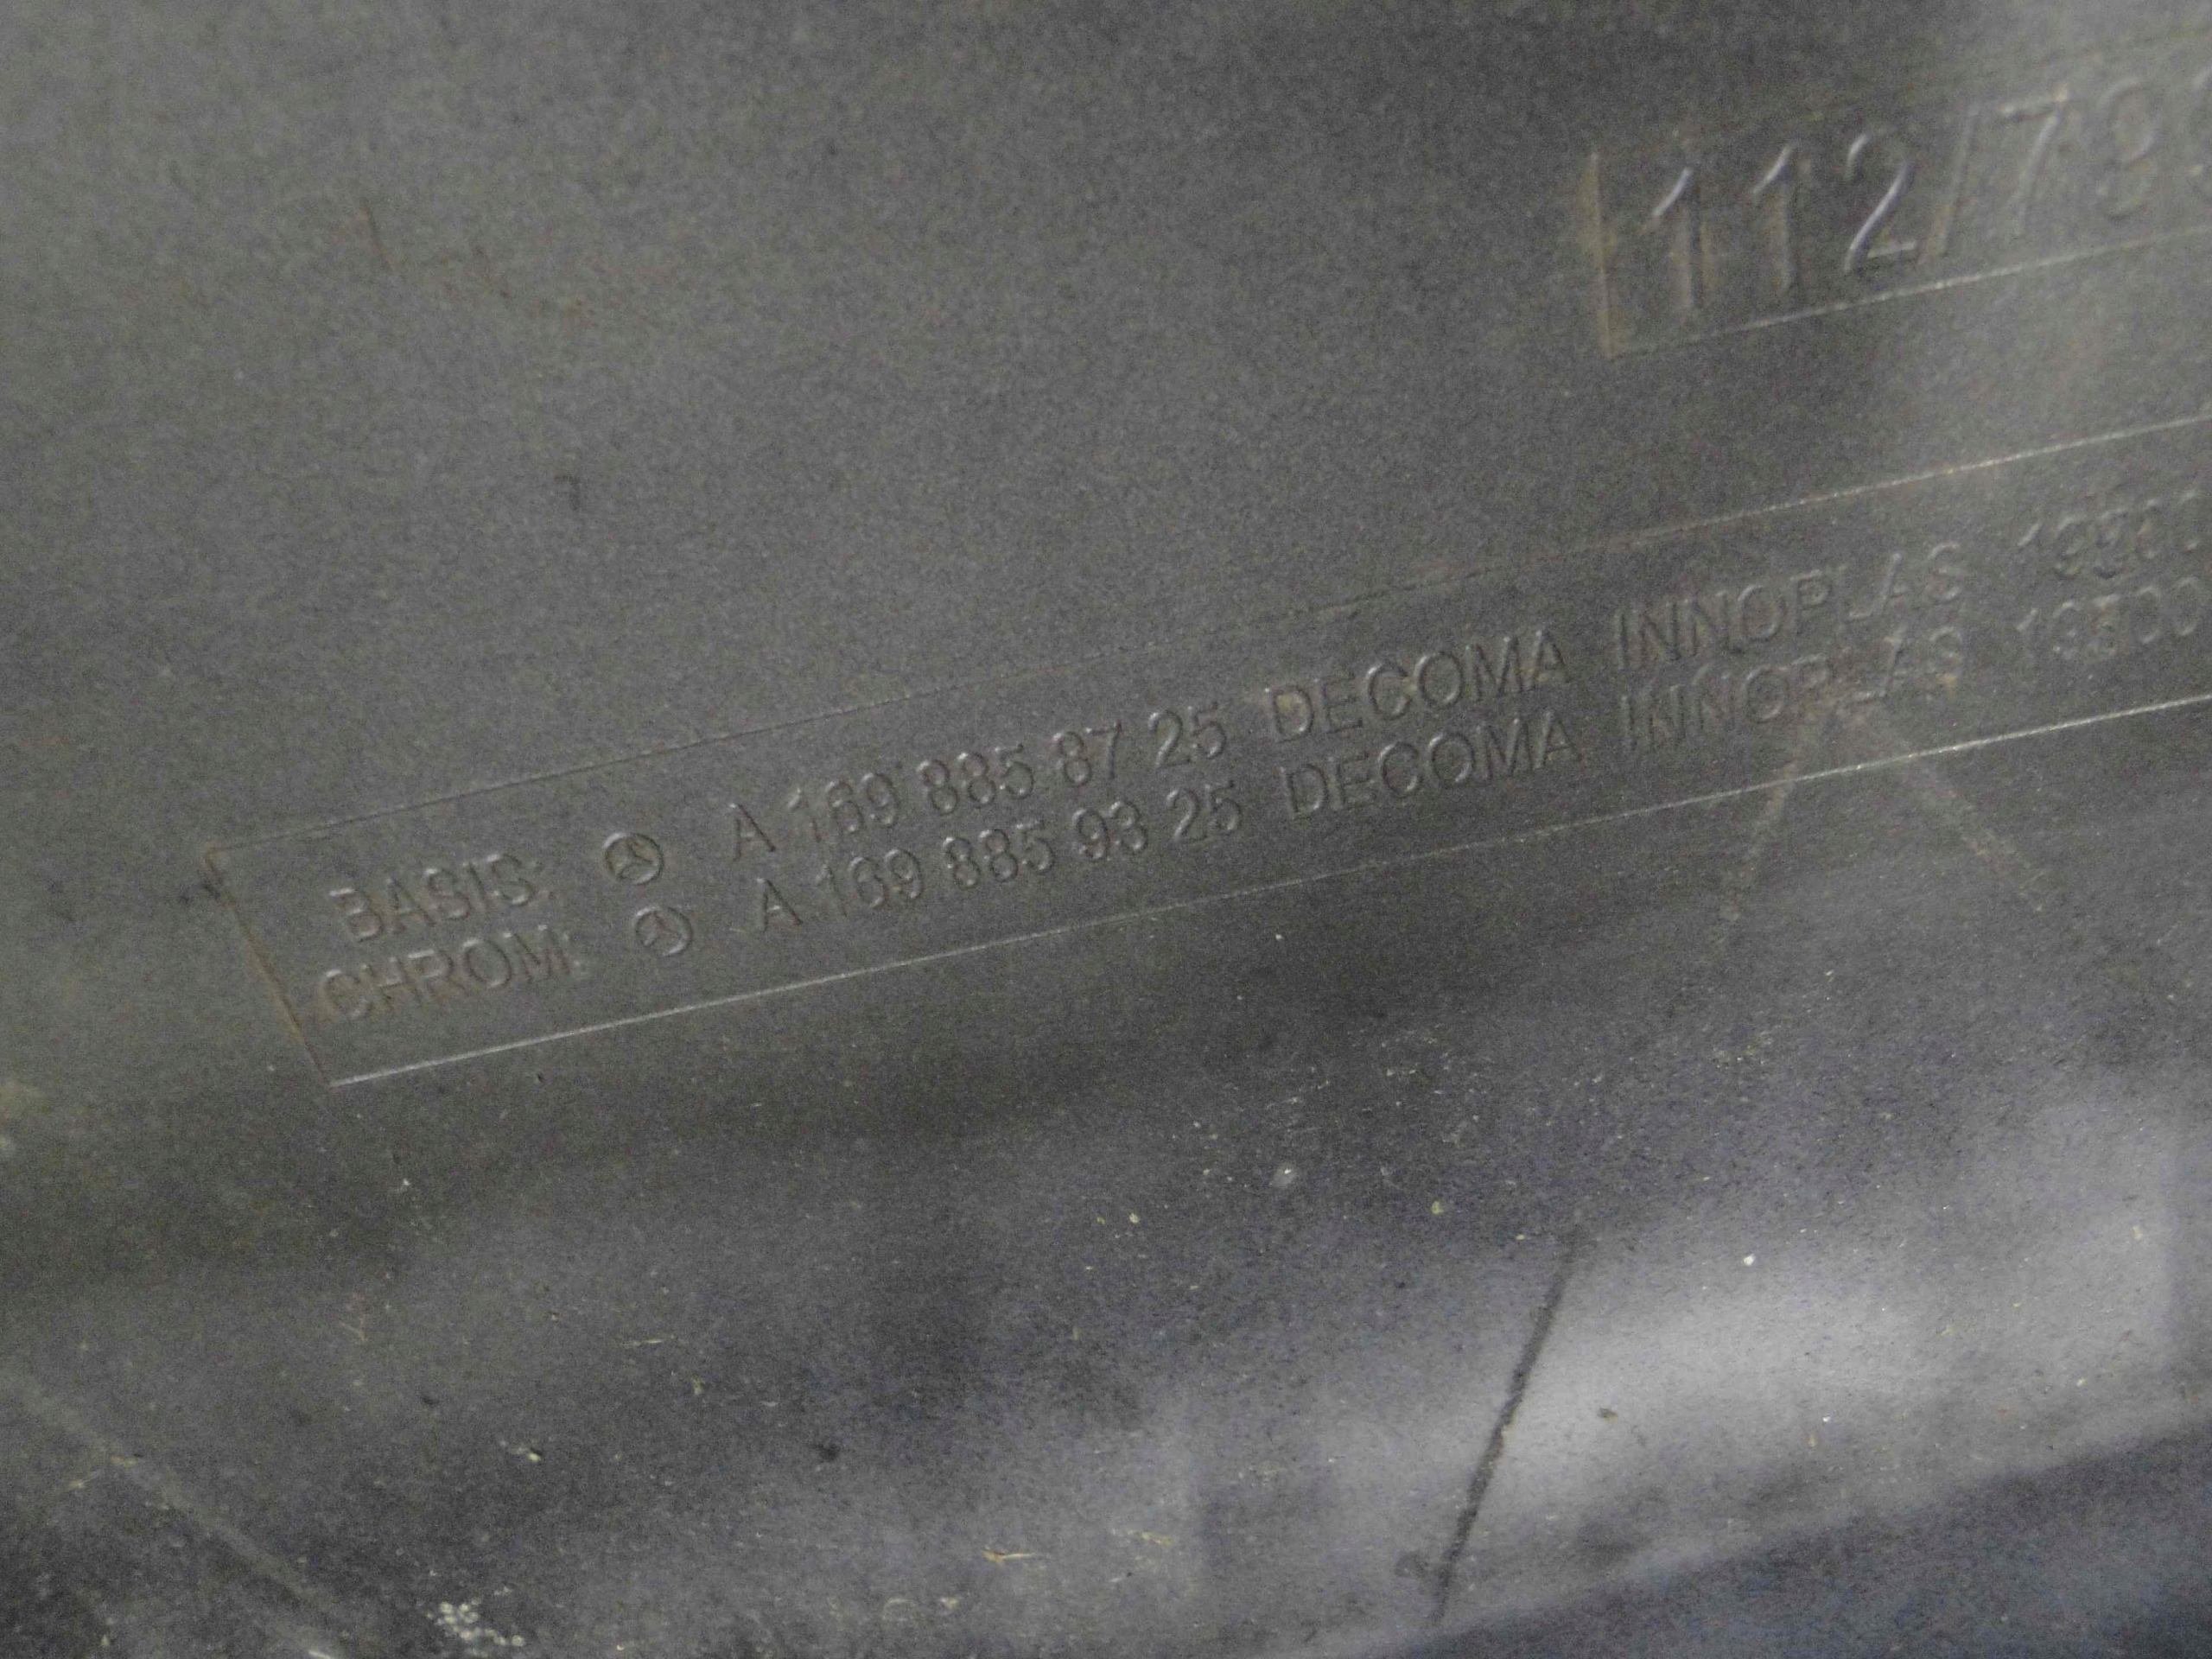 112/78
BASIS: A 169 885 87 25 DECOMA INNOPLAS
CHROM: A 169 885 93 25 DECOMA INNOPLAS